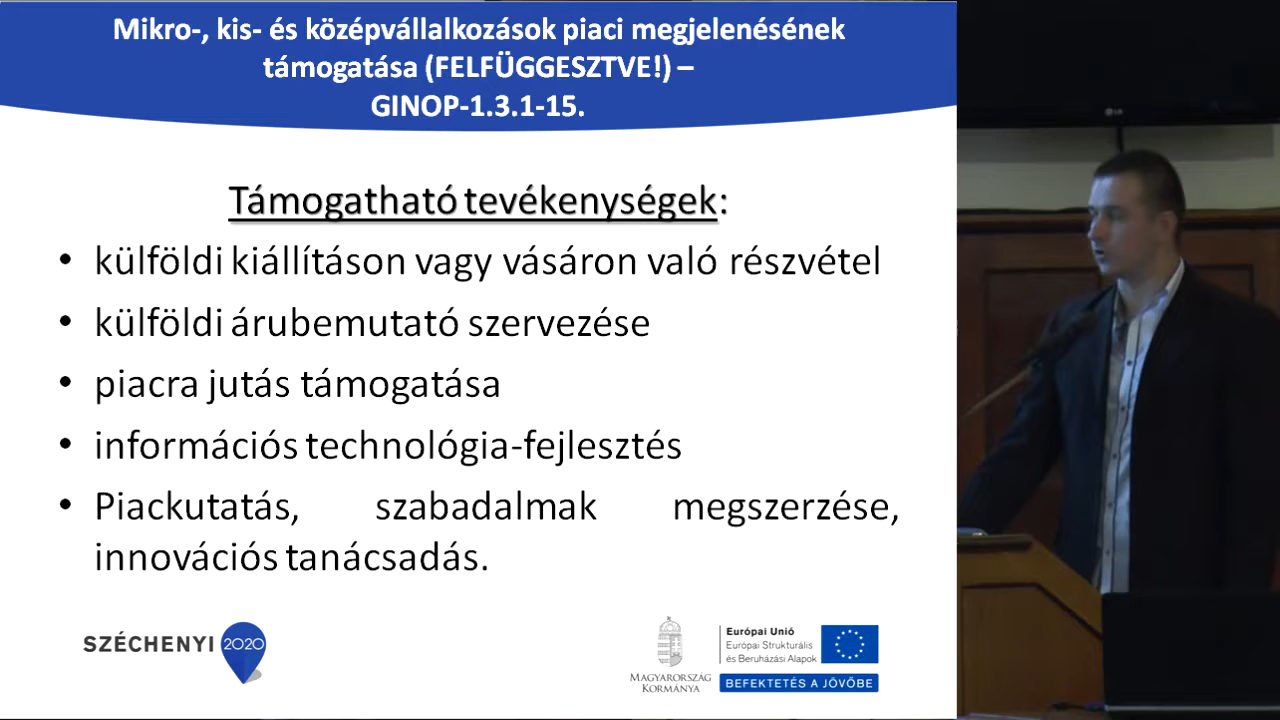 Mikro-, kis- és középvállalkozások piaci megjelenésének
támogatása (FELFÜGGESZTVE!) –
GINOP-1.3.1-15.
Támogatható tevékenységek:
• külföldi kiállításon vagy vásáron való részvétel
• külföldi árubemutató szervezése
• piacra jutás támogatása
• információs technológia-fejlesztés
• Piackutatás, szabadalmak megszerzése,
innovációs tanácsadás.
SZÉCHENYI 2020
MAGYARORSZÁG
KORMÁNYA
Európai Unió
Európai Strukturális
és Beruházási Alapok
BEFEKTETÉS A JÖVŐBE
LG